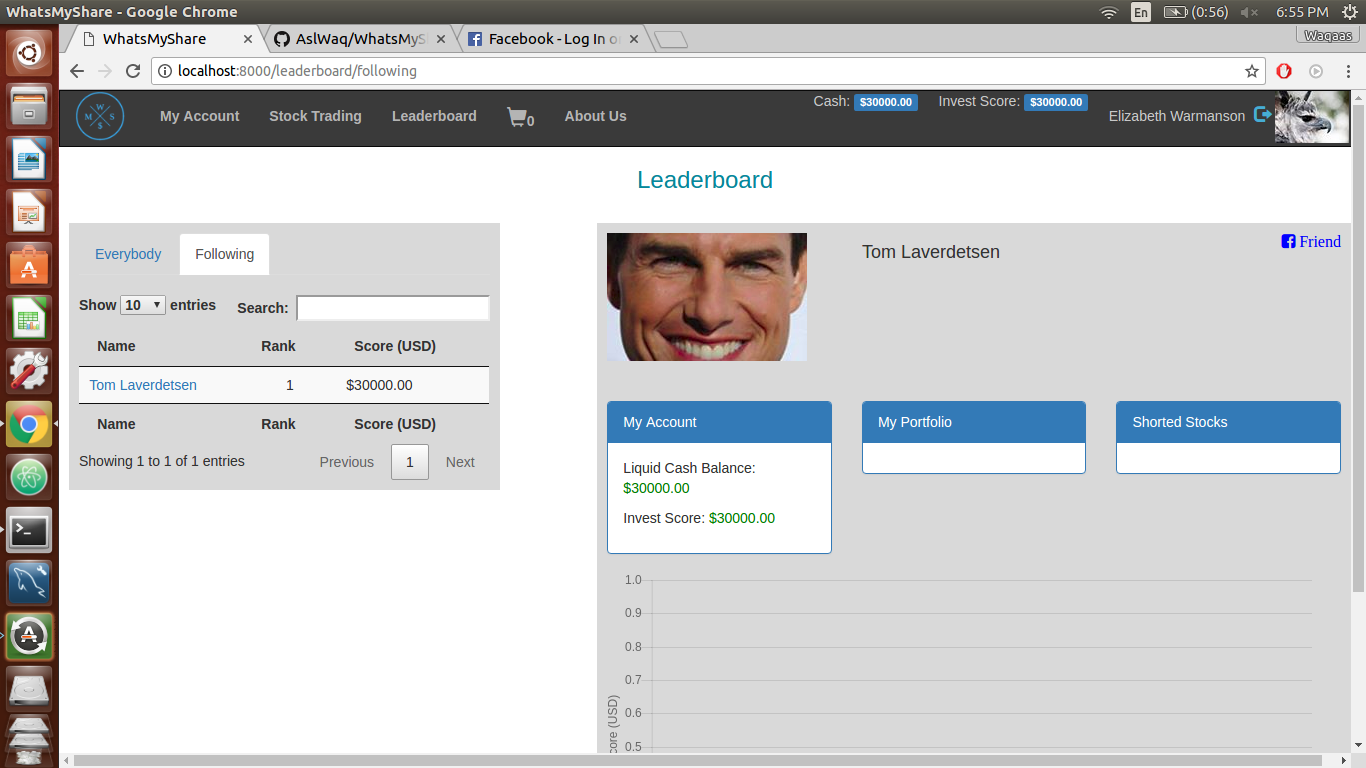 WhatsMyShare - Google Chrome
En
(0:56)
6:55 PM
WhatsMyShare
AslWaq/WhatsMyS
Facebook - Log In o
Waqaas
localhost:8000/leaderboard/following
W
M S
$
My Account
Stock Trading
Leaderboard
0
About Us
Cash: $30000.00
Invest Score: $30000.00
Elizabeth Warmanson
Leaderboard
Everybody
Following
Show 10 entries
Search:
Name Rank Score (USD)
Tom Laverdetsen 1 $30000.00
Name Rank Score (USD)
Showing 1 to 1 of 1 entries
Previous 1 Next
Tom Laverdetsen
Friend
My Account
Liquid Cash Balance:
$30000.00
Invest Score: $30000.00
My Portfolio
Shorted Stocks
1.0
0.9
0.8
0.7
0.6
0.5
core (USD)